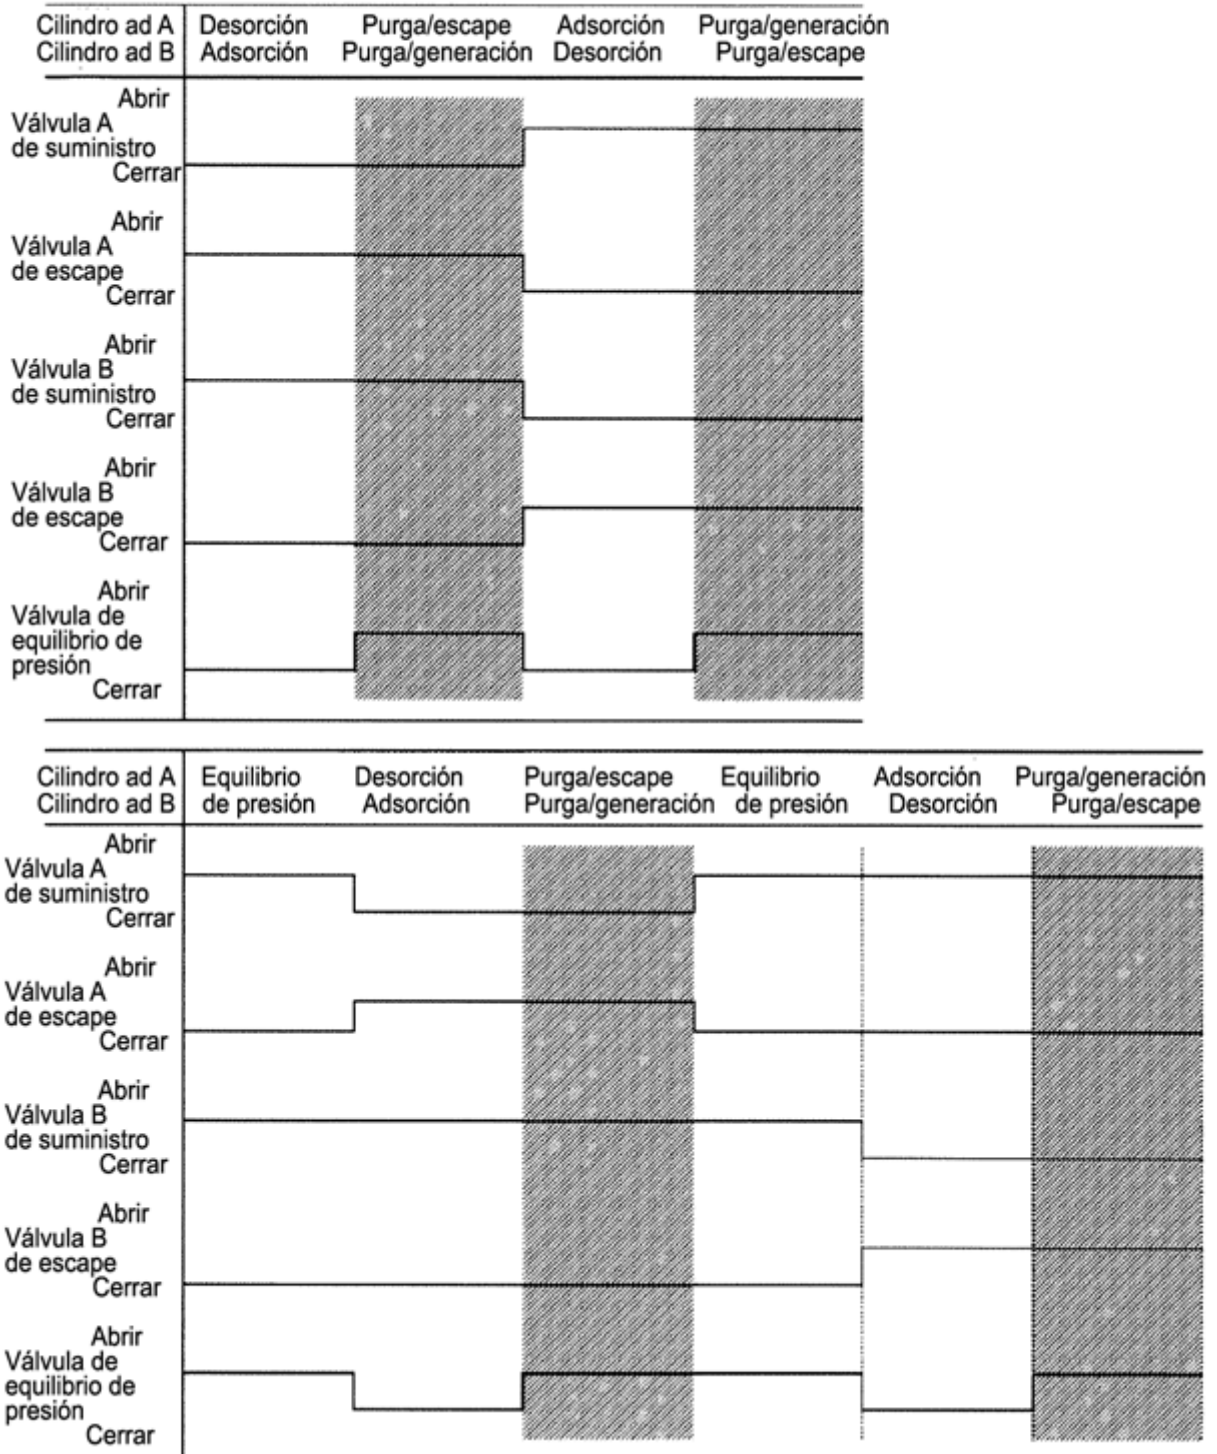 Cilindro ad A Desorción Purga/escape Adsorción Purga/generación
Cilindro ad B Adsorción Purga/generación Desorción Purga/escape
Abrir
Válvula A
de suministro
Cerrar
Abrir
Válvula A
de escape
Cerrar
Abrir
Válvula B
de suministro
Cerrar
Abrir
Válvula B
de escape
Cerrar
Abrir
Válvula de
equilibrio de
presión
Cerrar
Cilindro ad A Equilibrio Desorción Purga/escape Equilibrio Adsorción Purga/generación
Cilindro ad B de presión Adsorción Purga/generación de presión Desorción Purga/escape
Abrir
Válvula A
de suministro
Cerrar
Abrir
Válvula A
de escape
Cerrar
Abrir
Válvula B
de suministro
Cerrar
Abrir
Válvula B
de escape
Cerrar
Abrir
Válvula de
equilibrio de
presión
Cerrar